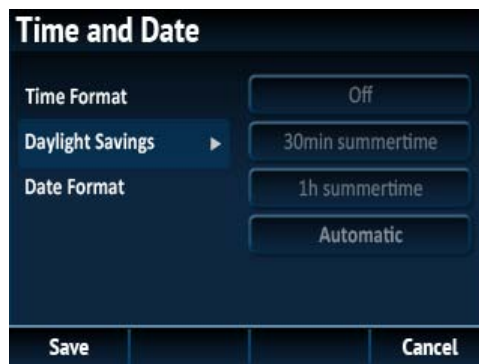 Time and Date
Time Format
Off
Daylight Savings
30min summertime
Date Format
1h summertime
Automatic
Save
Cancel